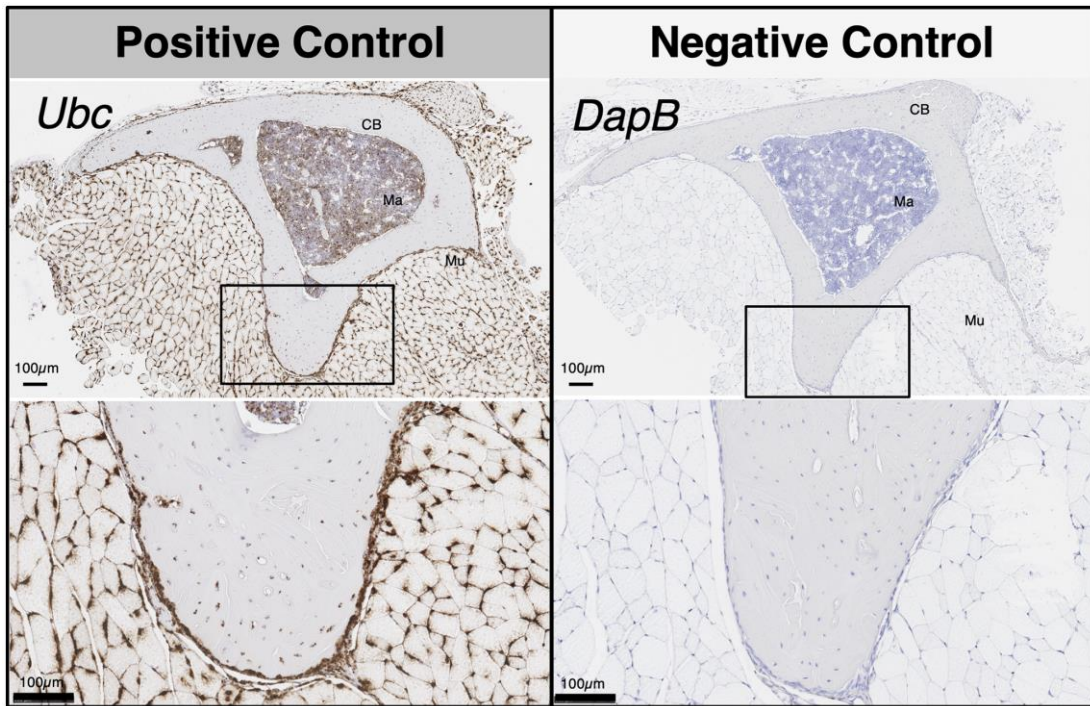 Positive Control
Negative Control
Ubc
CB
Ma
Mu
100µm
DapB
CB
Ma
Mu
100µm
100µm
100µm